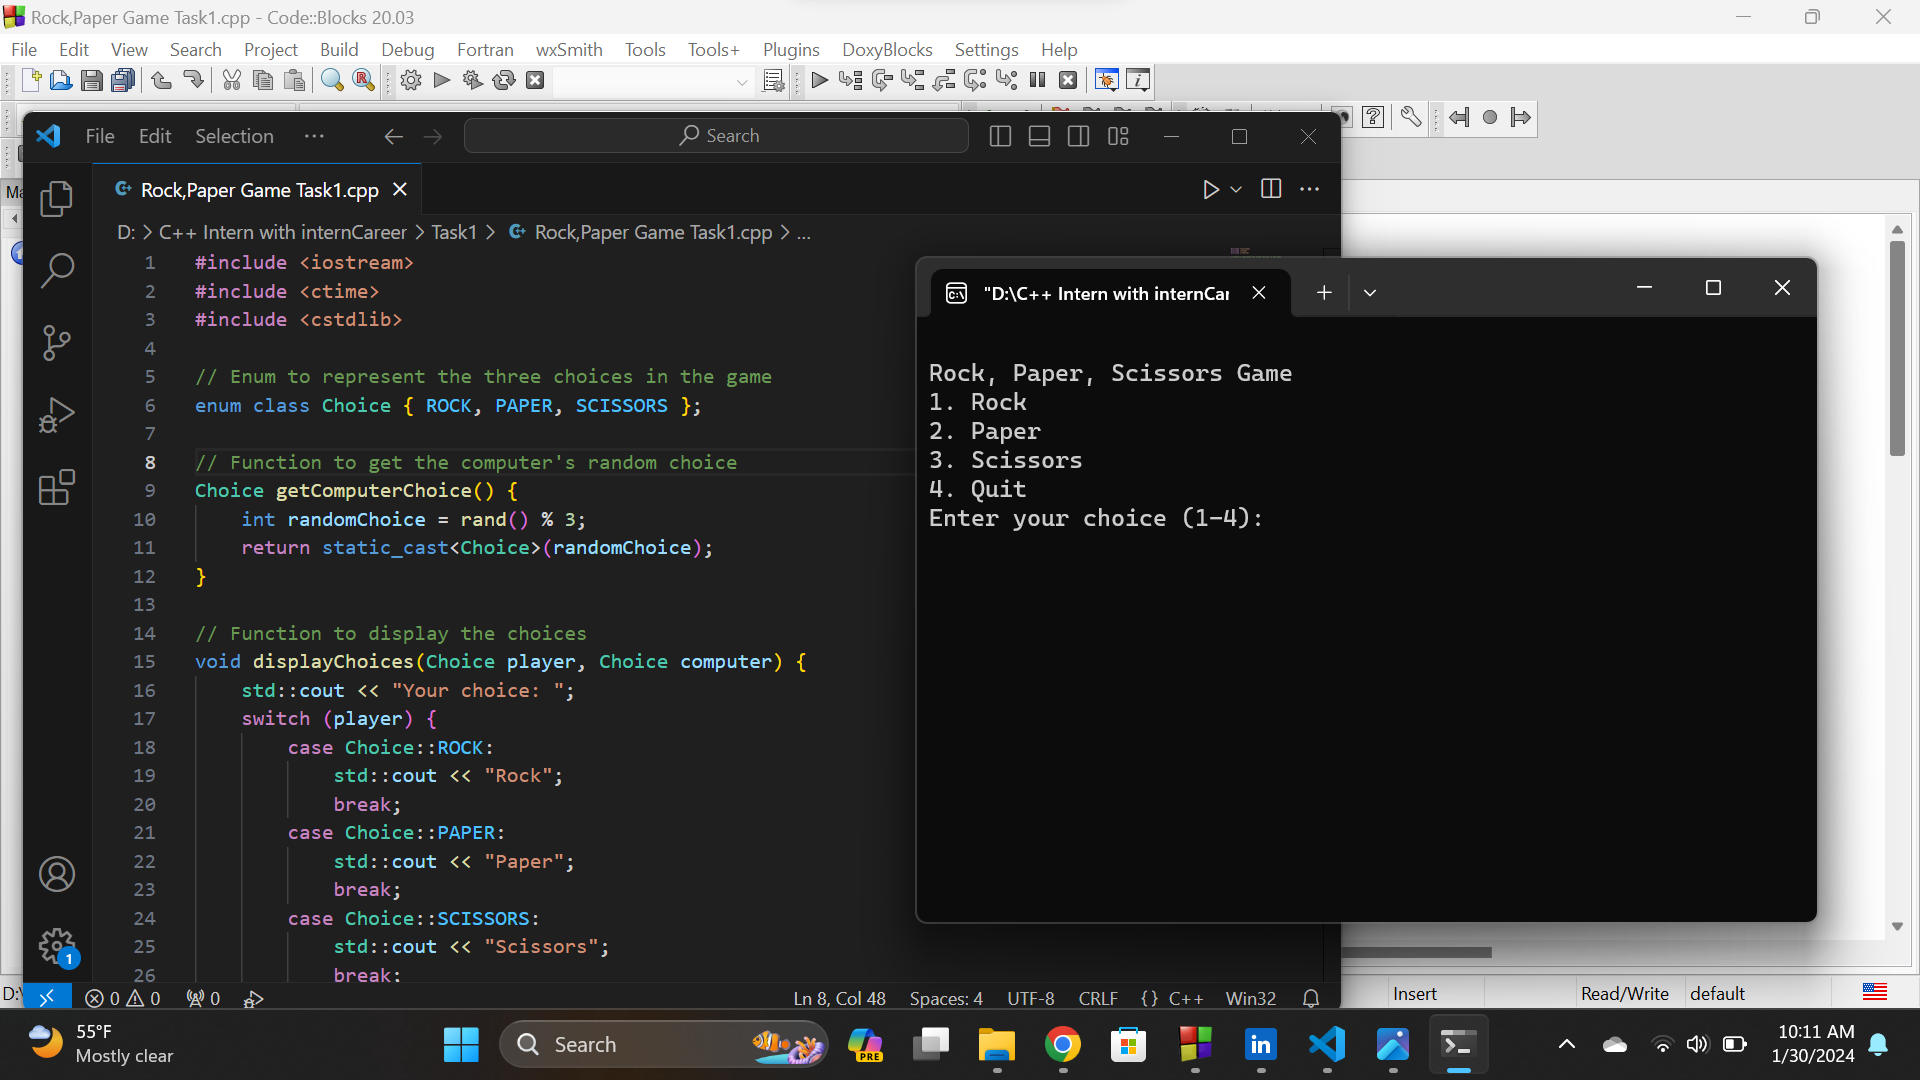 Rock,Paper Game Task1.cpp - Code::Blocks 20.03
File Edit View Search Project Build Debug Fortran wxSmith Tools Tools+ Plugins DoxyBlocks Settings Help
File Edit Selection ··· Search
Rock,Paper Game Task1.cpp
D: > C++ Intern with internCareer > Task1 > Rock,Paper Game Task1.cpp > ...
1 #include <iostream>
2 #include <ctime>
3 #include <cstdlib>
4
5 // Enum to represent the three choices in the game
6 enum class Choice { ROCK, PAPER, SCISSORS };
7
8 // Function to get the computer's random choice
9 Choice getComputerChoice() {
10 int randomChoice = rand() % 3;
11 return static_cast<Choice>(randomChoice);
12 }
13
14 // Function to display the choices
15 void displayChoices(Choice player, Choice computer) {
16 std::cout << "Your choice: ";
17 switch (player) {
18 case Choice::ROCK:
19 std::cout << "Rock";
20 break;
21 case Choice::PAPER:
22 std::cout << "Paper";
23 break;
24 case Choice::SCISSORS:
25 std::cout << "Scissors";
26 break;
"D:\C++ Intern with internCar
Rock, Paper, Scissors Game
1. Rock
2. Paper
3. Scissors
4. Quit
Enter your choice (1-4):
1
D:\
0 0 0 Ln 8, Col 48 Spaces: 4 UTF-8 CRLF {} C++ Win32
Insert Read/Write default
55°F
Mostly clear
Search
PRE
in
10:11 AM
1/30/2024